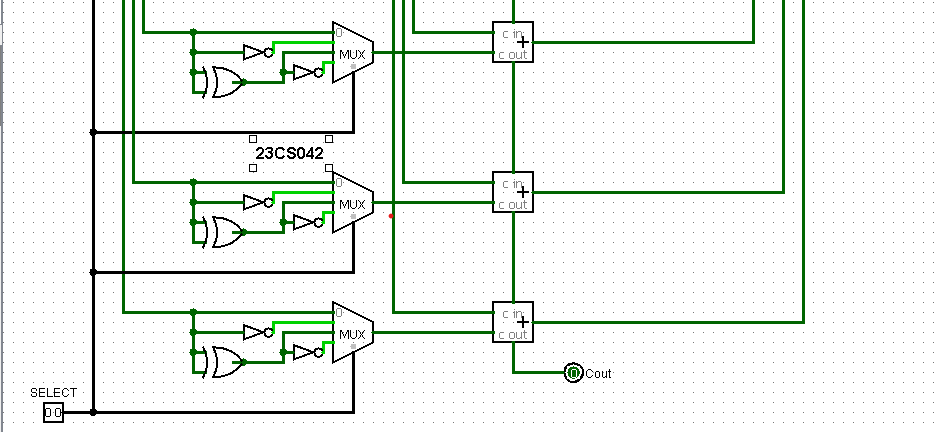 0
MUX
c in
+
c out
23CS042
0
MUX
c in
+
c out
0
MUX
c in
+
c out
Cout
0
SELECT
00